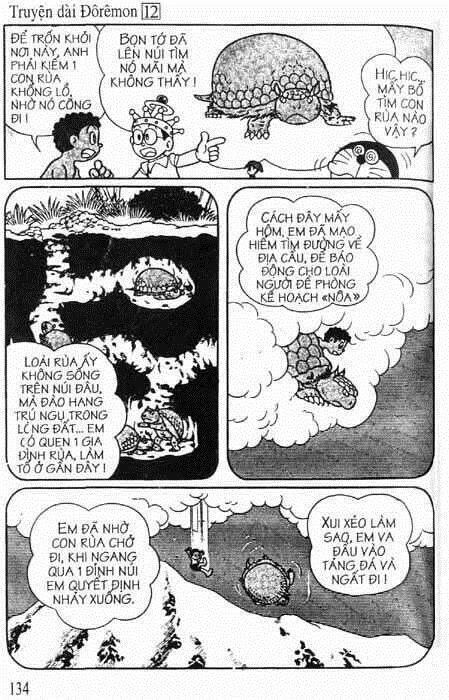 Truyện dài Đôrêmon 12
ĐỂ TRỐN KHỎI
NƠI NÀY, ANH
PHẢI KIẾM 1
CON RÙA
KHỔNG LỒ,
NHỜ NÓ CÕNG
ĐI !
BỌN TỚ ĐÃ
LÊN NÚI TÌM
NÓ MÃI MÀ
KHÔNG THẤY !
HIC, HIC...
MẤY BỒ
TÌM CON
RÙA NÀO
VẬY ?
LOÀI RÙA ẤY
KHÔNG SỐNG
TRÊN NÚI ĐÂU,
MÀ ĐÀO HANG
TRÚ NGỤ TRONG
LÒNG ĐẤT... EM
CÓ QUEN 1 GIA
ĐÌNH RÙA, LÀM
TỔ Ở GẦN ĐÂY !
CÁCH ĐÂY MẤY
HÔM, EM ĐÃ MẠO
HIỂM TÌM ĐƯỜNG VỀ
ĐỊA CẦU, ĐỂ BÁO
ĐỘNG CHO LOÀI
NGƯỜI ĐỀ PHÒNG
KẾ HOẠCH «NÔA»
EM ĐÃ NHỜ
CON RÙA CHỞ
ĐI, KHI NGANG
QUA 1 ĐỈNH NÚI
EM QUYẾT ĐỊNH
NHẢY XUỐNG.
XUI XẺO LÀM
SAO, EM VA
ĐẦU VÀO
TẢNG ĐÁ VÀ
NGẤT ĐI !
134